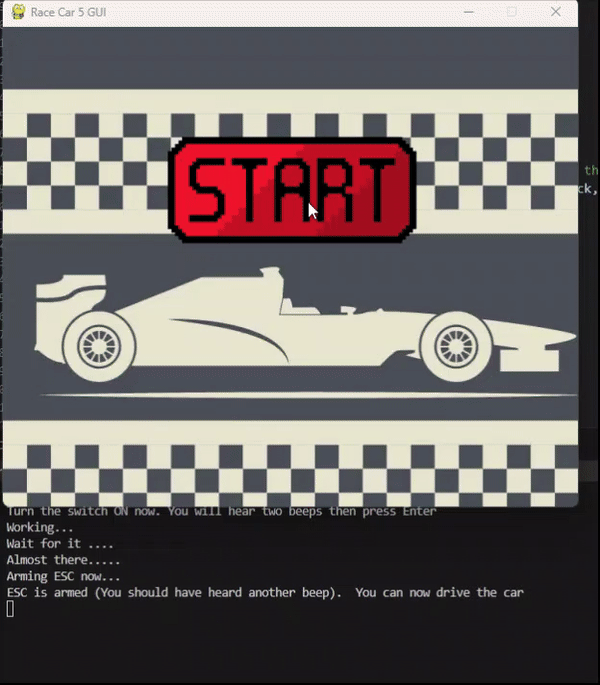 Race Car 5 GUI
START
th
ck,
Turn the switch ON now. You will hear two beeps then press Enter
Working...
Wait for it ....
Almost there.....
Arming ESC now...
ESC is armed (You should have heard another beep).  You can now drive the car